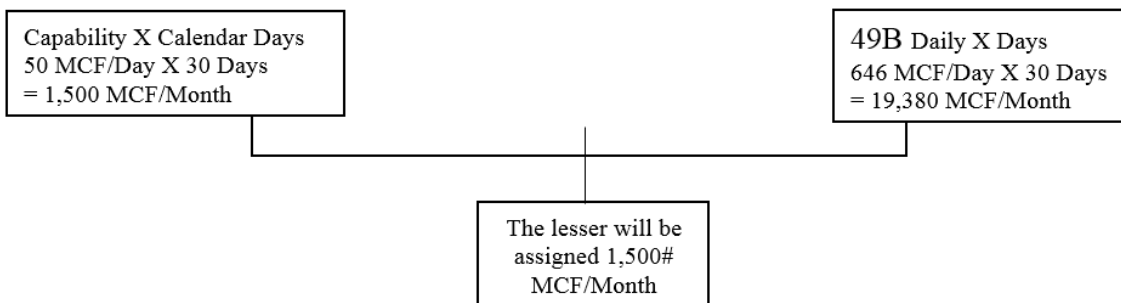 Capability X Calendar Days
50 MCF/Day X 30 Days
= 1,500 MCF/Month
49B Daily X Days
646 MCF/Day X 30 Days
= 19,380 MCF/Month
The lesser will be
assigned 1,500#
MCF/Month